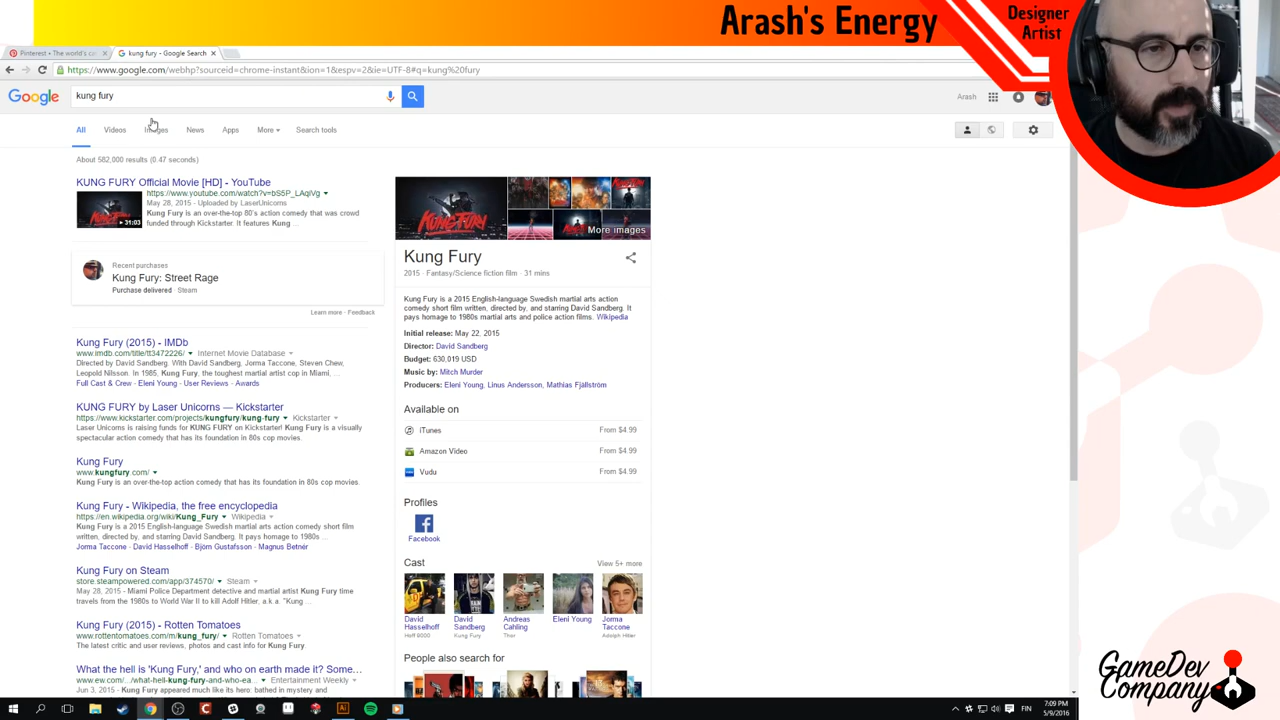 Arash's Energy
Designer
Artist
Pinterest • The world's ca
kung fury - Google Search
https://www.google.com/webhp?sourceid=chrome-instant&ion=1&espv=2&ie=UTF-8#q=kung%20fury
Google
kung fury
Arash
All
Videos
Images
News
Apps
More
Search tools
About 582,000 results (0.47 seconds)
KUNG FURY Official Movie [HD] - YouTube
https://www.youtube.com/watch?v=bS5P_LAqiVg
May 28, 2015 - Uploaded by LaserUnicorns
Kung Fury is an over-the-top 80's action comedy that was crowd
funded through Kickstarter. It features Kung ...
KUNG FURY
31:03
Recent purchases
Kung Fury: Street Rage
Purchase delivered · Steam
Learn more · Feedback
Kung Fury (2015) - IMDb
www.imdb.com/title/tt3472226/ Internet Movie Database
Directed by David Sandberg. With David Sandberg, Jorma Taccone, Steven Chew,
Leopold Nilsson. In 1985, Kung Fury, the toughest martial artist cop in Miami, ...
Full Cast & Crew · Eleni Young · User Reviews · Awards
KUNG FURY by Laser Unicorns — Kickstarter
https://www.kickstarter.com/projects/kungfury/kung-fury Kickstarter
Laser Unicorns is raising funds for KUNG FURY on Kickstarter! Kung Fury is a visually
spectacular action comedy that has its foundation in 80s cop movies.
Kung Fury
www.kungfury.com/
Kung Fury is an over-the-top action comedy that has its foundation in 80s cop movies.
Kung Fury - Wikipedia, the free encyclopedia
https://en.wikipedia.org/wiki/Kung_Fury Wikipedia
Kung Fury is a 2015 English-language Swedish martial arts action comedy short film
written, directed by, and starring David Sandberg. It pays homage to 1980s martial ...
Jorma Taccone · David Hasselhoff · Björn Gustafsson · Magnus Betnér
Kung Fury on Steam
store.steampowered.com/app/374570/ Steam
May 28, 2015 - Miami Police Department detective and martial artist Kung Fury time
travels from the 1980s to World War II to kill Adolf Hitler, a.k.a. "Kung ...
Kung Fury (2015) - Rotten Tomatoes
www.rottentomatoes.com/m/kung_fury/ Rotten Tomatoes
The latest critic and user reviews, photos and cast info for Kung Fury.
What the hell is 'Kung Fury,' and who on earth made it? Some...
www.ew.com/.../what-hell-kung-fury-and-who-ea... Entertainment Weekly
Jun 3, 2015 - Kung Fury appeared much like its hero: bathed in mystery and
KUNG FURY
More images
Kung Fury
2015 · Fantasy/Science fiction film · 31 mins
Kung Fury is a 2015 English-language Swedish martial arts action
comedy short film written, directed by, and starring David Sandberg. It
pays homage to 1980s martial arts and police action films. Wikipedia
Initial release: May 22, 2015
Director: David Sandberg
Budget: 630,019 USD
Music by: Mitch Murder
Producers: Eleni Young, Linus Andersson, Mathias Fjällström
Available on
iTunes From $4.99
Amazon Video From $4.99
Vudu From $4.99
Profiles
Facebook
Cast
View 5+ more
David Hasselhoff
Hoff 9000
David Sandberg
Kung Fury
Andreas Cahling
Thor
Eleni Young
Jorma Taccone
Adolph Hitler
People also search for
GameDev
Company
FIN
7:09 PM
5/9/2016